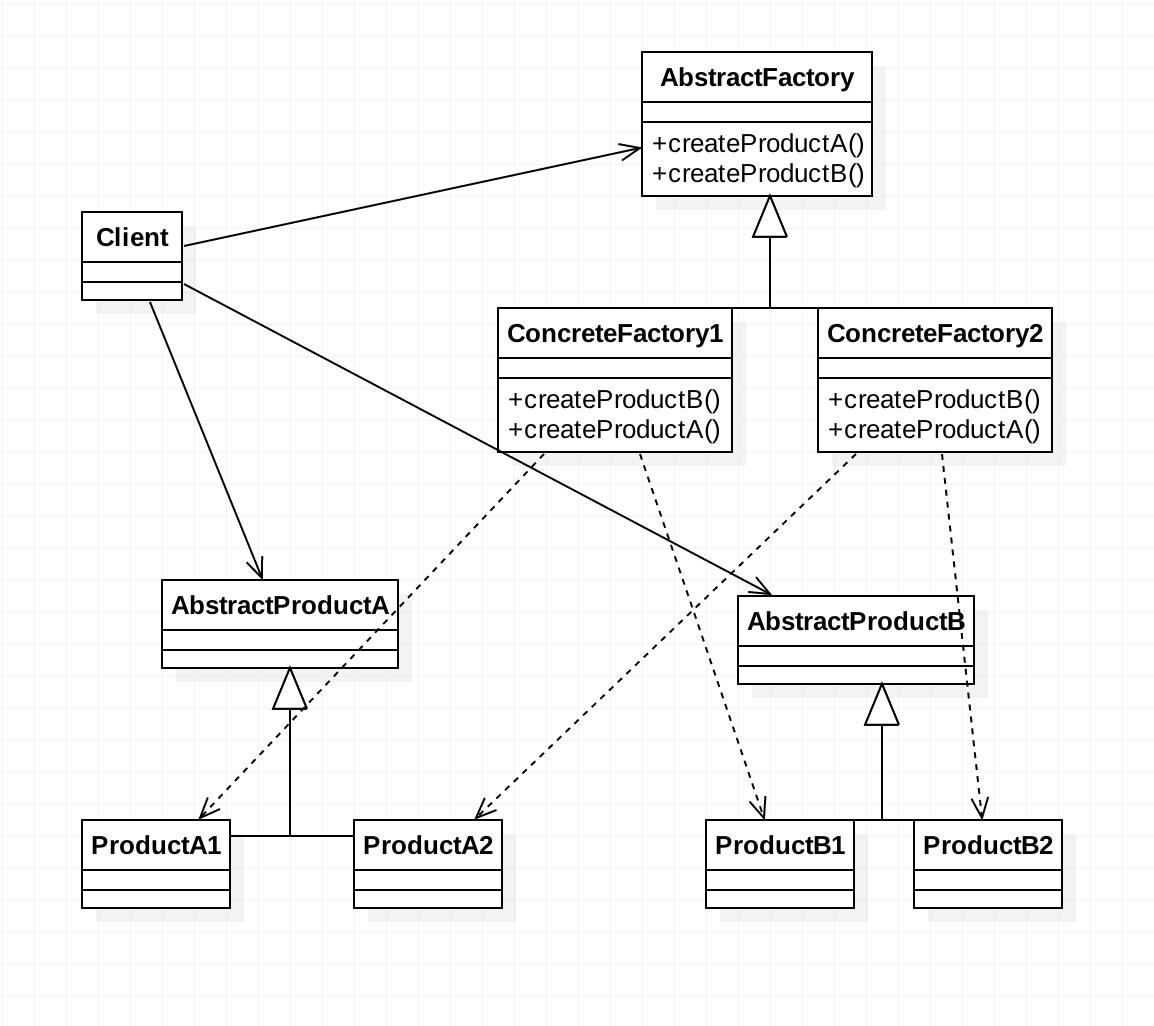 AbstractFactory
+createProductA()
+createProductB()
Client
ConcreteFactory1
+createProductB()
+createProductA()
ConcreteFactory2
+createProductB()
+createProductA()
AbstractProductA
AbstractProductB
ProductA1
ProductA2
ProductB1
ProductB2